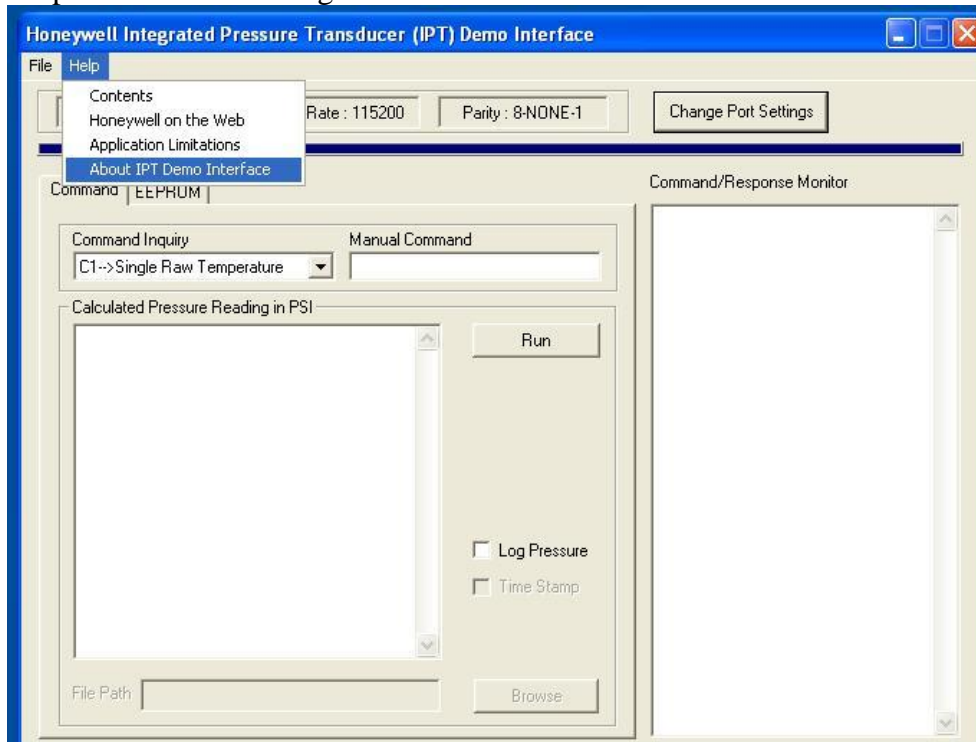 Honeywell Integrated Pressure Transducer (IPT) Demo Interface
File Help
Contents
Honeywell on the Web
Application Limitations
About IPT Demo Interface
Rate : 115200 Parity : 8-NONE-1 Change Port Settings
Command EEPROM Command/Response Monitor
Command Inquiry Manual Command
C1-->Single Raw Temperature
Calculated Pressure Reading in PSI
Run
Log Pressure
Time Stamp
File Path Browse